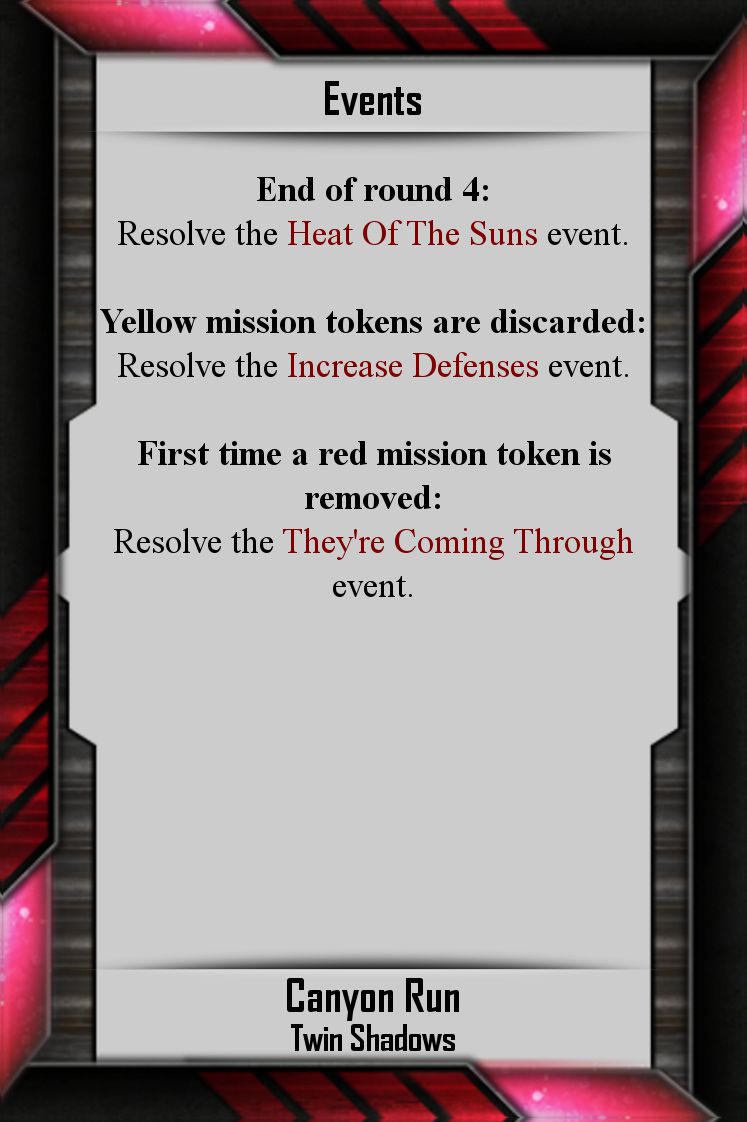 Events
End of round 4:
Resolve the Heat Of The Suns event.
Yellow mission tokens are discarded:
Resolve the Increase Defenses event.
First time a red mission token is
removed:
Resolve the They're Coming Through
event.
Canyon Run
Twin Shadows